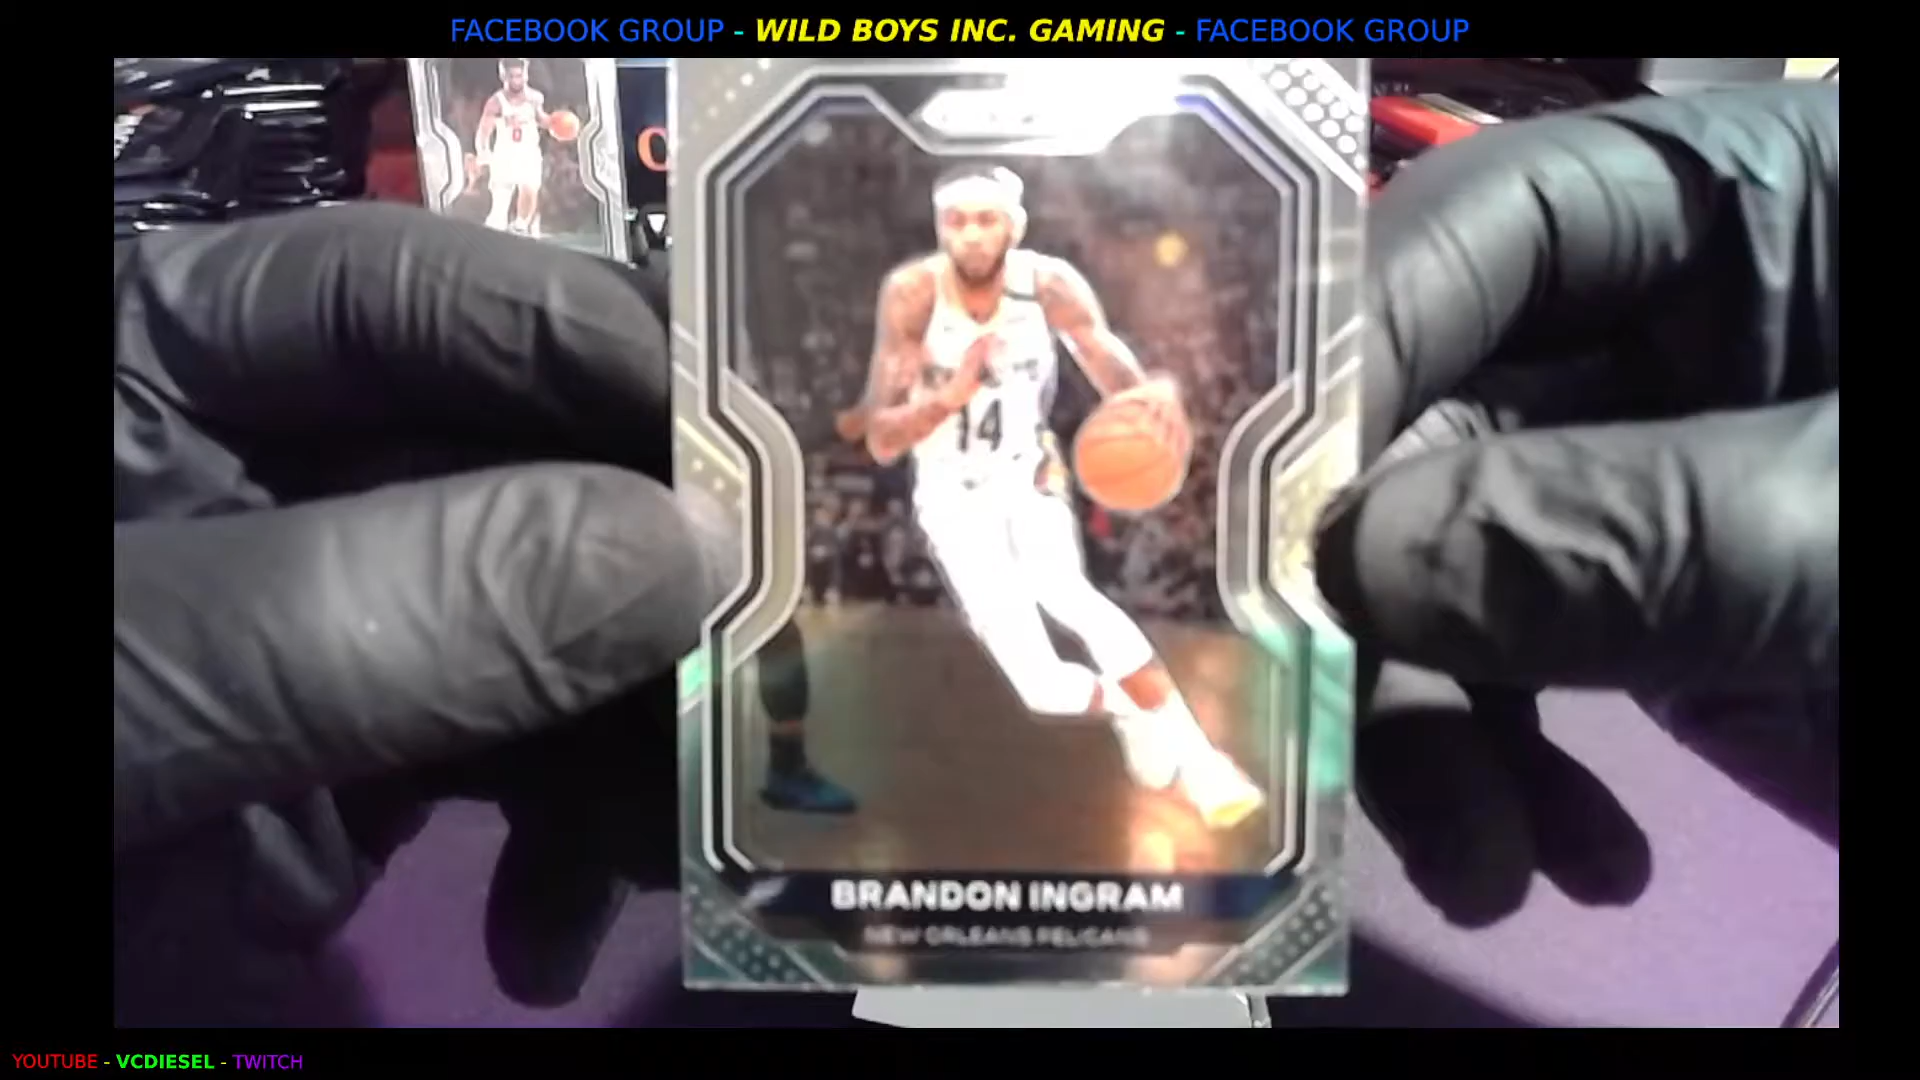 FACEBOOK GROUP - WILD BOYS INC. GAMING - FACEBOOK GROUP
14
BRANDON INGRAM
NEW ORLEANS PELICANS
YOUTUBE - VCDIESEL - TWITCH